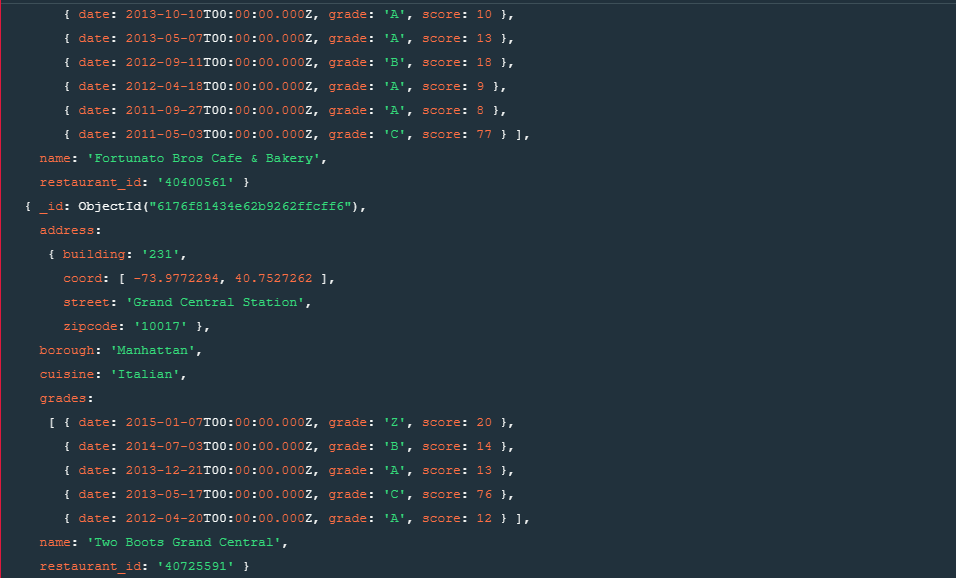 { date: 2013-10-10T00:00:00.000Z, grade: 'A', score: 10 },
{ date: 2013-05-07T00:00:00.000Z, grade: 'A', score: 13 },
{ date: 2012-09-11T00:00:00.000Z, grade: 'B', score: 18 },
{ date: 2012-04-18T00:00:00.000Z, grade: 'A', score: 9 },
{ date: 2011-09-27T00:00:00.000Z, grade: 'A', score: 8 },
{ date: 2011-05-03T00:00:00.000Z, grade: 'C', score: 77 } ],
name: 'Fortunato Bros Cafe & Bakery',
restaurant_id: '40400561' }
{ _id: ObjectId("6176f81434e62b9262ffcff6"),
address:
{ building: '231',
coord: [ -73.9772294, 40.7527262 ],
street: 'Grand Central Station',
zipcode: '10017' },
borough: 'Manhattan',
cuisine: 'Italian',
grades:
[ { date: 2015-01-07T00:00:00.000Z, grade: 'Z', score: 20 },
{ date: 2014-07-03T00:00:00.000Z, grade: 'B', score: 14 },
{ date: 2013-12-21T00:00:00.000Z, grade: 'A', score: 13 },
{ date: 2013-05-17T00:00:00.000Z, grade: 'C', score: 76 },
{ date: 2012-04-20T00:00:00.000Z, grade: 'A', score: 12 } ],
name: 'Two Boots Grand Central',
restaurant_id: '40725591' }